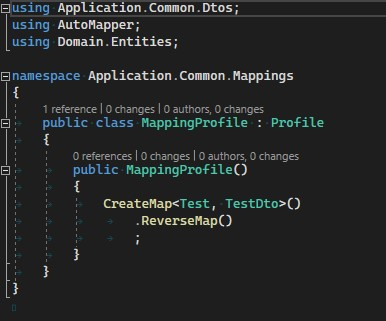 using Application.Common.Dtos;
using AutoMapper;
using Domain.Entities;
namespace Application.Common.Mappings
{
1 reference | 0 changes | 0 authors, 0 changes
public class MappingProfile : Profile
{
0 references | 0 changes | 0 authors, 0 changes
public MappingProfile()
{
CreateMap<Test, TestDto>()
.ReverseMap()
;
}
}
}